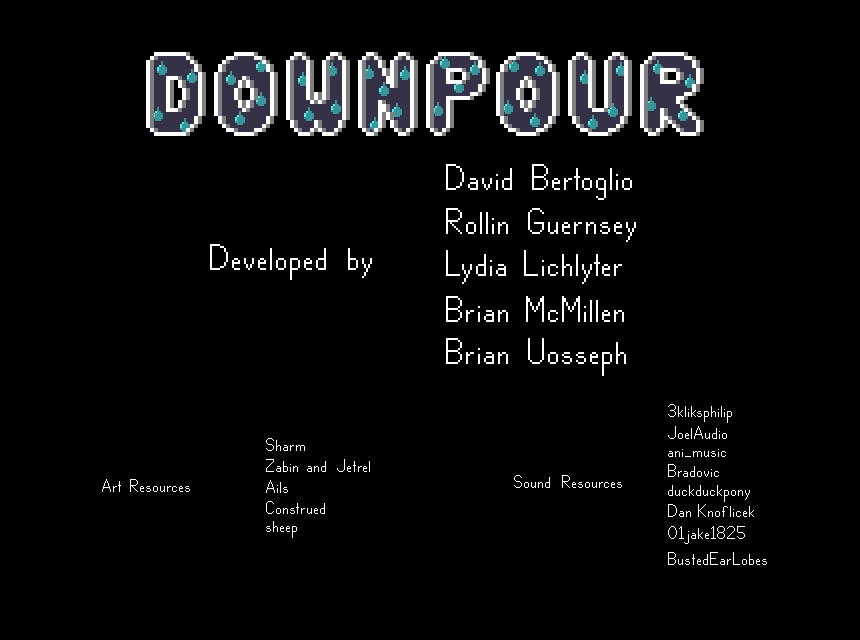 DOWNPOUR
Developed by
David Bertoglio
Rollin Guernsey
Lydia Lichlyter
Brian McMillen
Brian Vosseph
Art Resources
Sharm
Zabin and Jetrel
Ails
Construed
sheep
Sound Resources
3kliksphilip
JoelAudio
ani_music
Bradovic
duckduckpony
Dan Knoflicek
01jake1825
BustedEarLobes